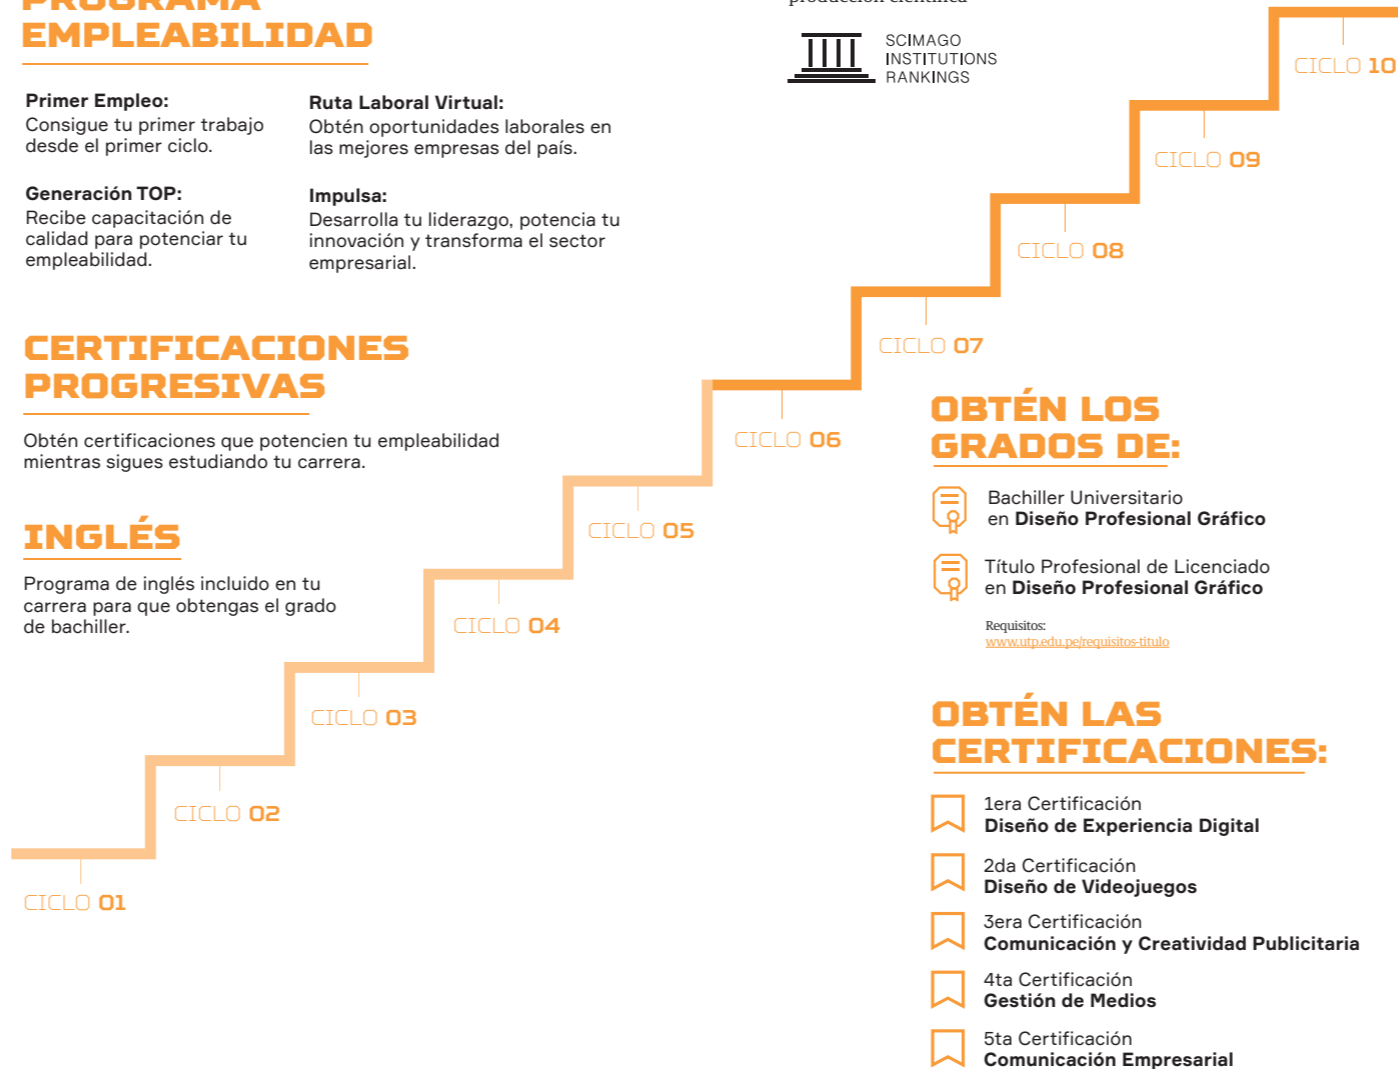 PROGRAMA
EMPLEABILIDAD
Primer Empleo:
Consigue tu primer trabajo
desde el primer ciclo.
Ruta Laboral Virtual:
Obtén oportunidades laborales en
las mejores empresas del país.
Generación TOP:
Recibe capacitación de
calidad para potenciar tu
empleabilidad.
Impulsa:
Desarrolla tu liderazgo, potencia tu
innovación y transforma el sector
empresarial.
producción científica
SCIMAGO
INSTITUTIONS
RANKINGS
CERTIFICACIONES
PROGRESIVAS
Obtén certificaciones que potencien tu empleabilidad
mientras sigues estudiando tu carrera.
INGLÉS
Programa de inglés incluido en tu
carrera para que obtengas el grado
de bachiller.
CICLO 01
CICLO 02
CICLO 03
CICLO 04
CICLO 05
CICLO 06
CICLO 07
CICLO 08
CICLO 09
CICLO 10
OBTÉN LOS
GRADOS DE:
Bachiller Universitario
en Diseño Profesional Gráfico
Título Profesional de Licenciado
en Diseño Profesional Gráfico
Requisitos:
www.utp.edu.pe/requisitos-titulo
OBTÉN LAS
CERTIFICACIONES:
1era Certificación
Diseño de Experiencia Digital
2da Certificación
Diseño de Videojuegos
3era Certificación
Comunicación y Creatividad Publicitaria
4ta Certificación
Gestión de Medios
5ta Certificación
Comunicación Empresarial